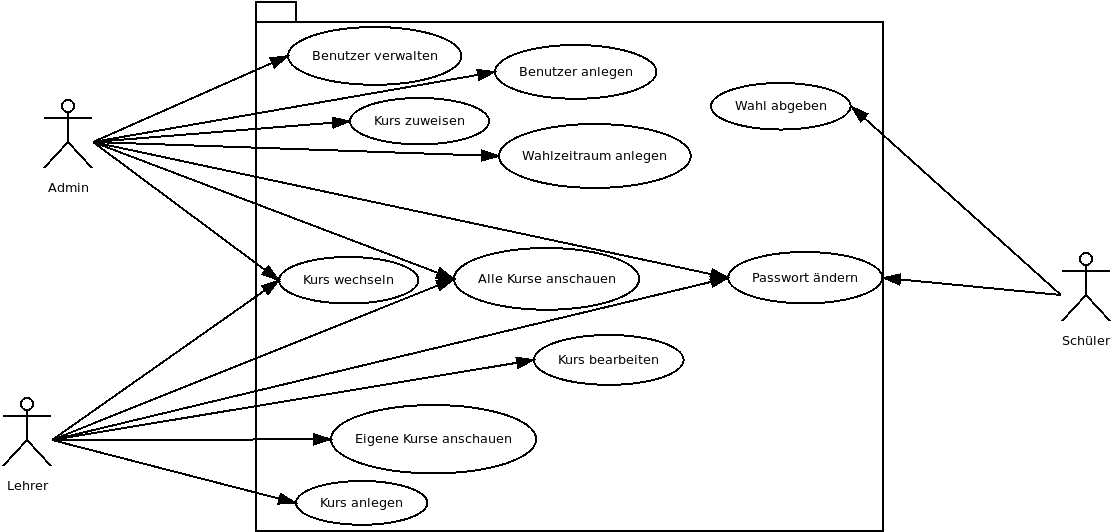 Benutzer verwalten
Benutzer anlegen
Wahl abgeben
Kurs zuweisen
Wahlzeitraum anlegen
Admin
Kurs wechseln
Alle Kurse anschauen
Passwort ändern
Schüler
Kurs bearbeiten
Eigene Kurse anschauen
Lehrer
Kurs anlegen